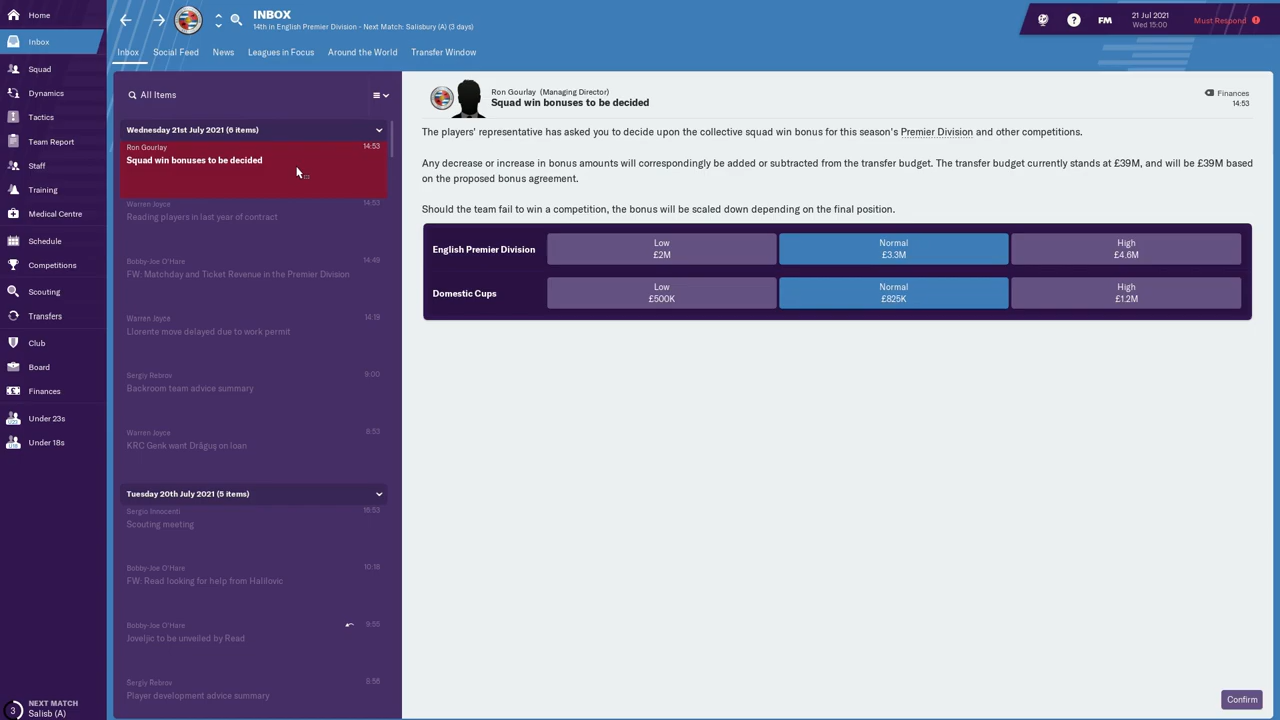 Home
Inbox
Squad
Dynamics
Tactics
Team Report
Staff
Training
Medical Centre
Schedule
Competitions
Scouting
Transfers
Club
Board
Finances
Under 23s
Under 18s
3
NEXT MATCH
Salisb (A)
INBOX
14th in English Premier Division - Next Match: Salisbury (A) (3 days)
FM
21 Jul 2021
Wed 15:00
Must Respond
Inbox
Social Feed
News
Leagues in Focus
Around the World
Transfer Window
All Items
Wednesday 21st July 2021 (6 items)
Ron Gourlay
14:53
Squad win bonuses to be decided
Warren Joyce
14:53
Reading players in last year of contract
Bobby-Joe O'Hare
14:49
FW: Matchday and Ticket Revenue in the Premier Division
Warren Joyce
14:19
Llorente move delayed due to work permit
Sergiy Rebrov
9:00
Backroom team advice summary
Warren Joyce
8:53
KRC Genk want Drăguş on loan
Tuesday 20th July 2021 (5 items)
Sergio Innocenti
16:53
Scouting meeting
Bobby-Joe O'Hare
10:18
FW: Read looking for help from Halilovic
Bobby-Joe O'Hare
9:55
Joveljic to be unveiled by Read
Sergiy Rebrov
8:56
Player development advice summary
Ron Gourlay (Managing Director)
Squad win bonuses to be decided
Finances
14:53
The players' representative has asked you to decide upon the collective squad win bonus for this season's Premier Division and other competitions.
Any decrease or increase in bonus amounts will correspondingly be added or subtracted from the transfer budget. The transfer budget currently stands at £39M, and will be £39M based
on the proposed bonus agreement.
Should the team fail to win a competition, the bonus will be scaled down depending on the final position.
English Premier Division
Low
£2M
Normal
£3.3M
High
£4.6M
Domestic Cups
Low
£500K
Normal
£825K
High
£1.2M
Confirm